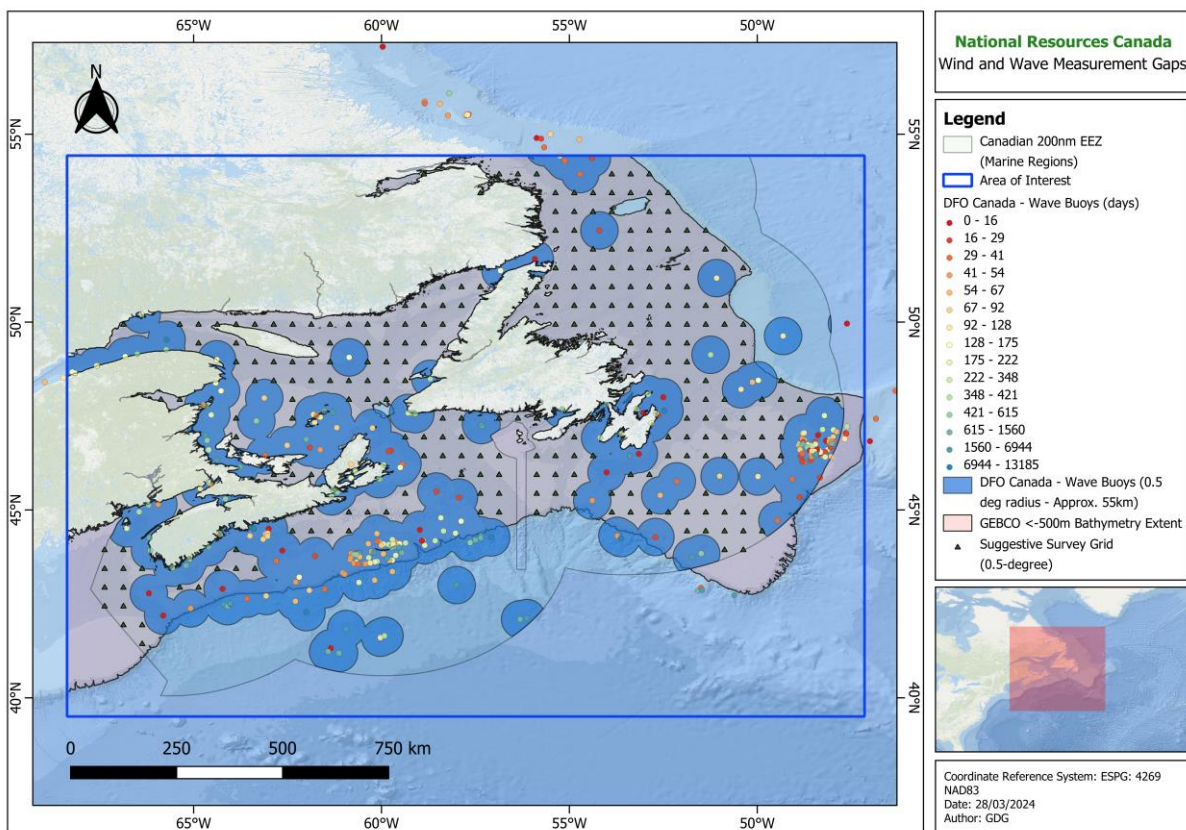 65°W 60°W 55°W 50°W
55°N 55°N
50°N 50°N
45°N 45°N
40°N 40°N
N
0 250 500 750 km
65°W 60°W 55°W 50°W
National Resources Canada
Wind and Wave Measurement Gaps
Legend
Canadian 200nm EEZ
(Marine Regions)
Area of Interest
DFO Canada - Wave Buoys (days)
0 - 16
16 - 29
29 - 41
41 - 54
54 - 67
67 - 92
92 - 128
128 - 175
175 - 222
222 - 348
348 - 421
421 - 615
615 - 1560
1560 - 6944
6944 - 13185
DFO Canada - Wave Buoys (0.5
deg radius - Approx. 55km)
GEBCO <-500m Bathymetry Extent
Suggestive Survey Grid
(0.5-degree)
Coordinate Reference System: ESPG: 4269
NAD83
Date: 28/03/2024
Author: GDG